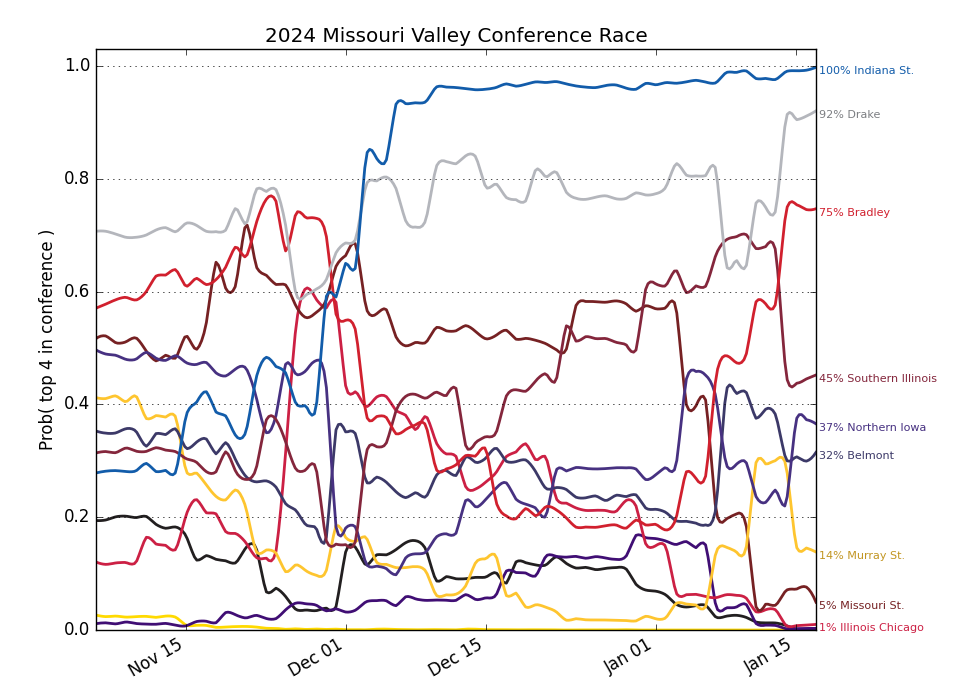 2024 Missouri Valley Conference Race
Prob( top 4 in conference )
1.0
0.8
0.6
0.4
0.2
0.0
Nov 15
Dec 01
Dec 15
Jan 01
Jan 15
100% Indiana St.
92% Drake
75% Bradley
45% Southern Illinois
37% Northern Iowa
32% Belmont
14% Murray St.
5% Missouri St.
1% Illinois Chicago